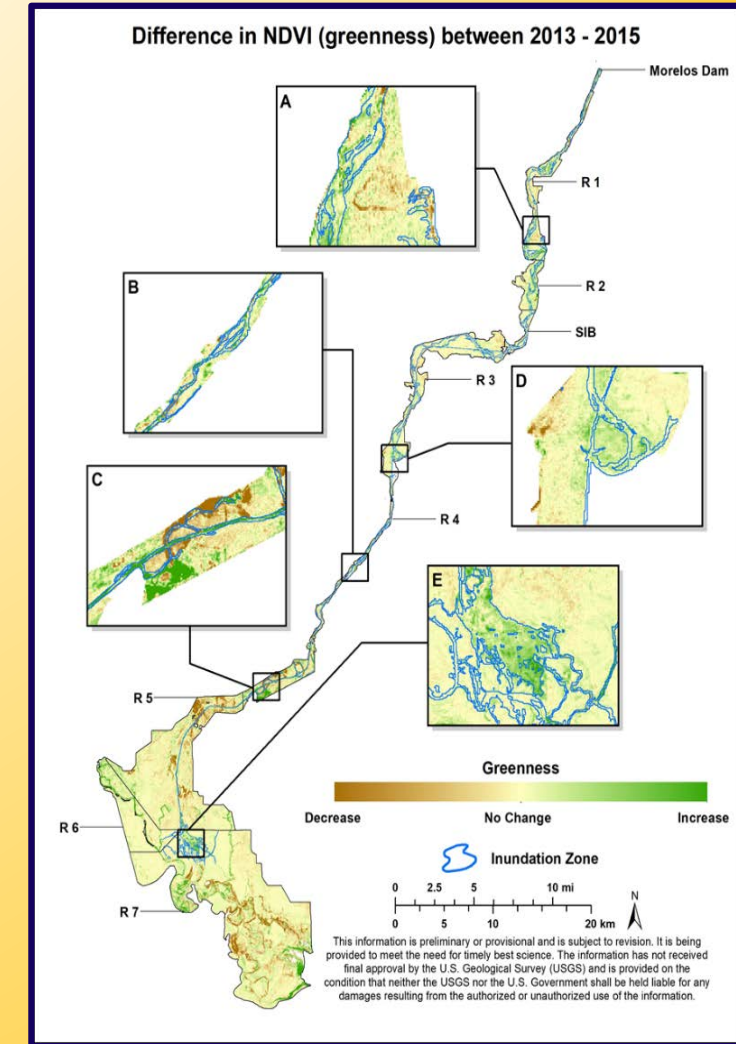 Difference in NDVI (greenness) between 2013 - 2015
Morelos Dam
A
R 1
B
R 2
SIB
R 3
D
C
R 4
E
R 5
Greenness
Decrease No Change Increase
R 6
Inundation Zone
R 7
0 2.5 5 10 mi
N
0 5 10 20 km
This information is preliminary or provisional and is subject to revision. It is being
provided to meet the need for timely best science. The information has not received
final approval by the U.S. Geological Survey (USGS) and is provided on the
condition that neither the USGS nor the U.S. Government shall be held liable for any
damages resulting from the authorized or unauthorized use of the information.